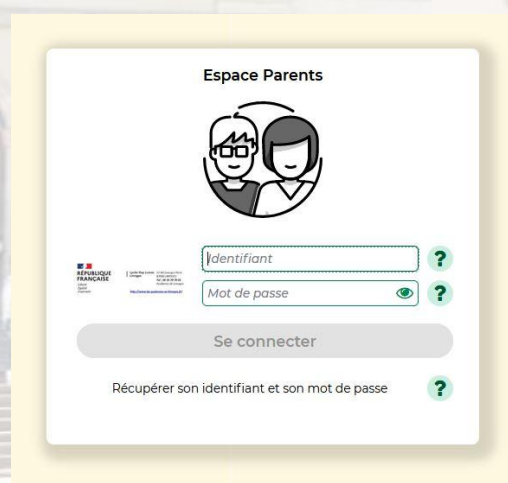 Espace Parents
RÉPUBLIQUE
FRANÇAISE
Identifiant
?
Mot de passe
?
Se connecter
Récupérer son identifiant et son mot de passe
?